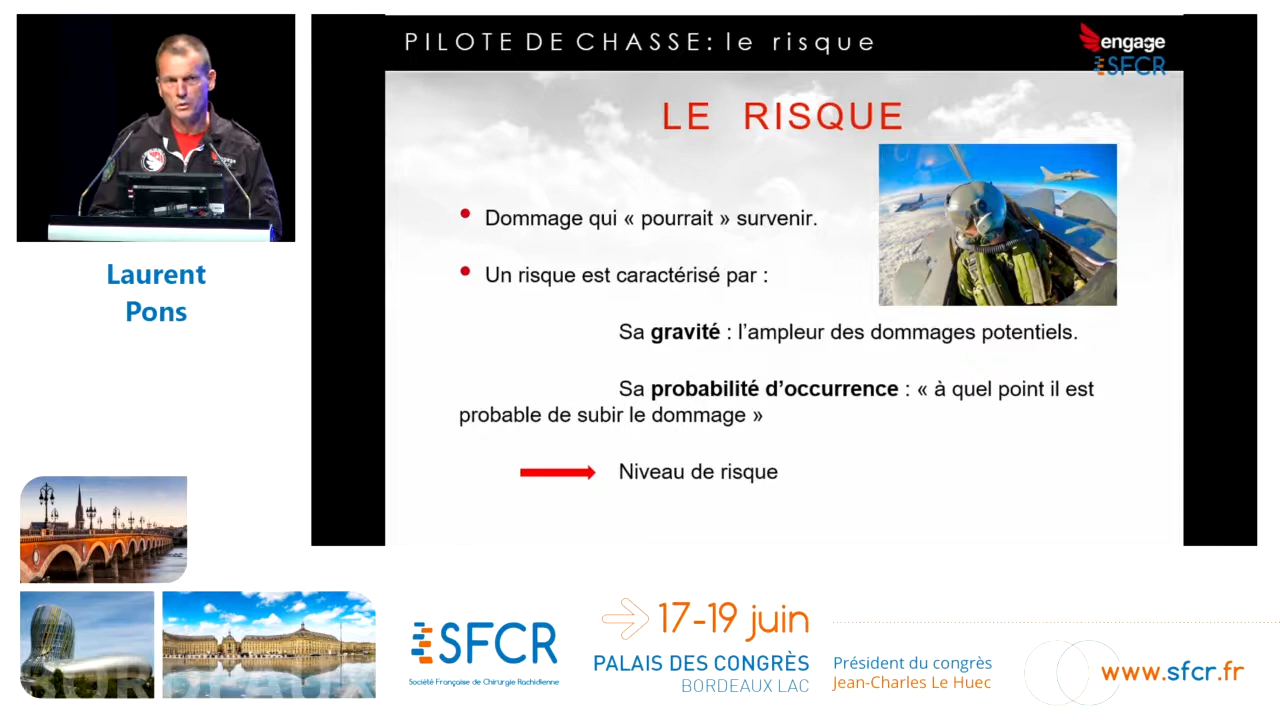 PILOTE DE CHASSE: le risque
engage
SFCR
LE RISQUE
• Dommage qui « pourrait » survenir.
• Un risque est caractérisé par :
Sa gravité : l’ampleur des dommages potentiels.
Sa probabilité d’occurrence : « à quel point il est
probable de subir le dommage »
Niveau de risque
engage
Laurent
Pons
BORDEAUX
SFCR
Société Française de Chirurgie Rachidienne
17-19 juin
PALAIS DES CONGRÈS
BORDEAUX LAC
Président du congrès
Jean-Charles Le Huec
www.sfcr.fr